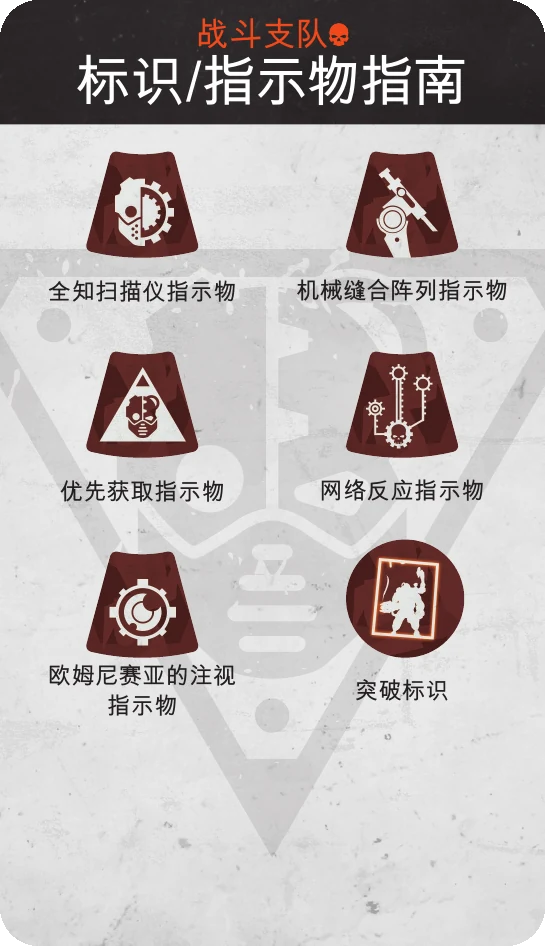 战斗支队
标识/指示物指南
全知扫描仪指示物
机械缝合阵列指示物
优先获取指示物
网络反应指示物
欧姆尼赛亚的注视
指示物
突破标识